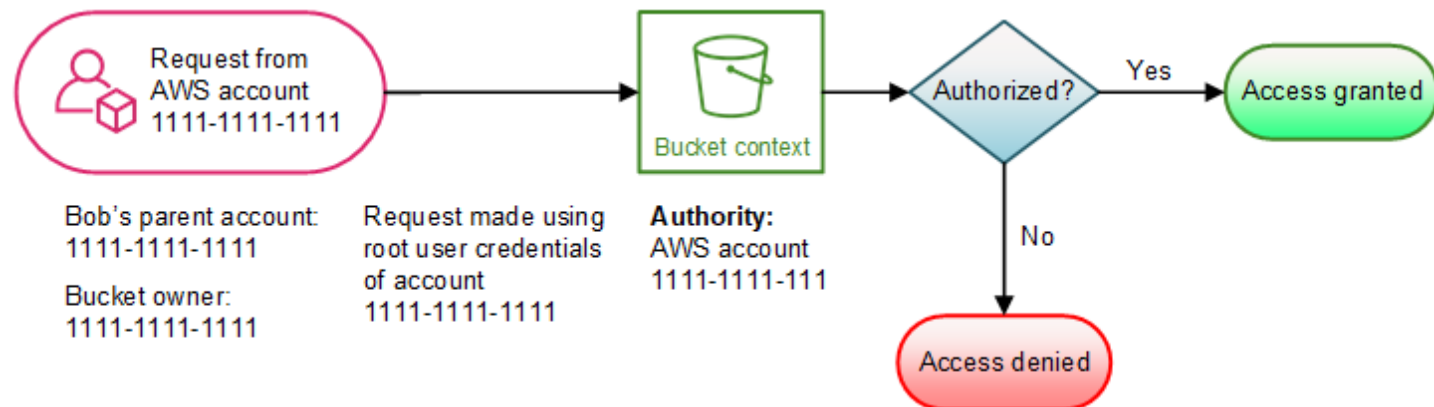 Request from
AWS account
1111-1111-1111
Bucket context
Authorized?
Yes
Access granted
Bob's parent account:
1111-1111-1111
Bucket owner:
1111-1111-1111
Request made using
root user credentials
of account
1111-1111-1111
Authority:
AWS account
1111-1111-111
No
Access denied